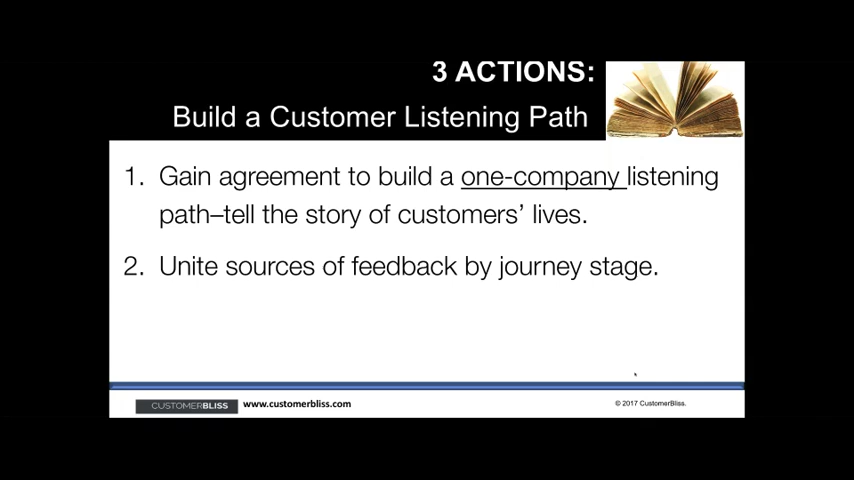 3 ACTIONS:
Build a Customer Listening Path
1. Gain agreement to build a one-company listening
path–tell the story of customers’ lives.
2. Unite sources of feedback by journey stage.
CUSTOMERBLISS www.customerbliss.com © 2017 CustomerBliss.